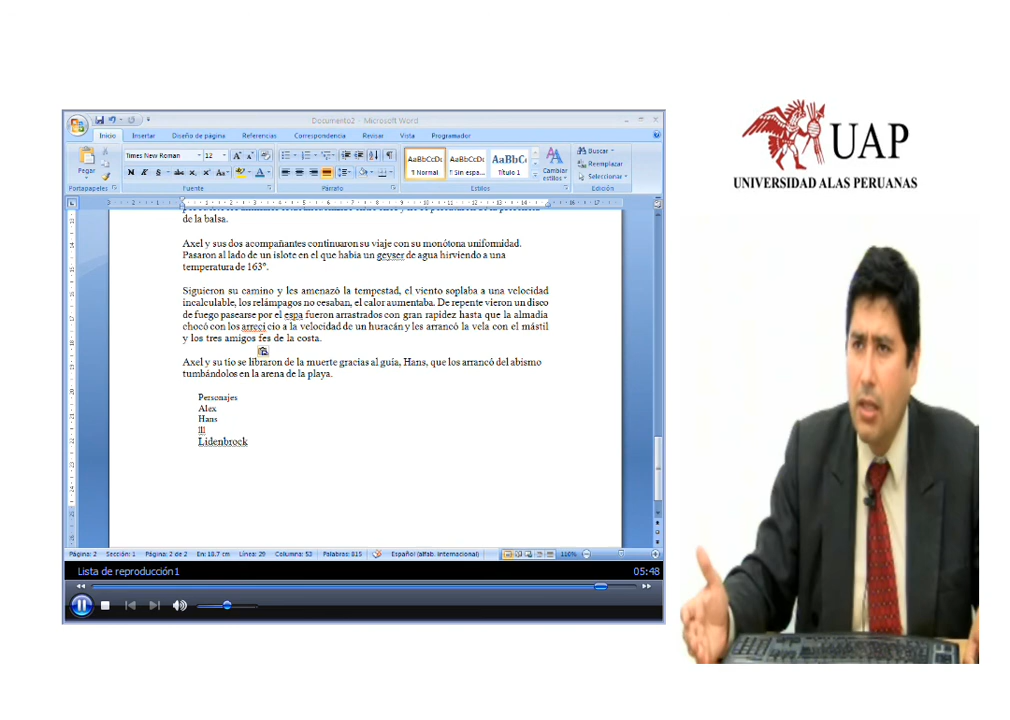 Documento2 - Microsoft Word
Inicio Insertar Diseño de página Referencias Correspondencia Revisar Vista Programador
Pegar
Times New Roman 12
AaBbCcDc AaBbCcDc AaBbC
¶ Normal ¶ Sin espa... Título 1
Cambiar estilos
Buscar
Reemplazar
Seleccionar
Portapapeles Fuente Párrafo Estilos Edición
de la balsa.
Axel y sus dos acompañantes continuaron su viaje con su monótona uniformidad.
Pasaron al lado de un islote en el que habia un geyser de agua hirviendo a una
temperatura de 163°.
Siguieron su camino y les amenazó la tempestad, el viento soplaba a una velocidad
incalculable, los relámpagos no cesaban, el calor aumentaba. De repente vieron un disco
de fuego pasearse por el espa fueron arrastrados con gran rapidez hasta que la almadia
chocó con los arreci cio a la velocidad de un huracán y les arrancó la vela con el mástil
y los tres amigos fes de la costa.
Axel y su tío se libraron de la muerte gracias al guía, Hans, que los arrancó del abismo
tumbándolos en la arena de la playa.
Personajes
Alex
Hans
lll
Lidenbrock
Página: 2 Sección: 1 Página: 2 de 2 En: 18.7 cm Línea: 29 Columna: 53 Palabras: 815 Español (alfab. internacional) 110%
Lista de reproducción1 05:48
UAP
UNIVERSIDAD ALAS PERUANAS